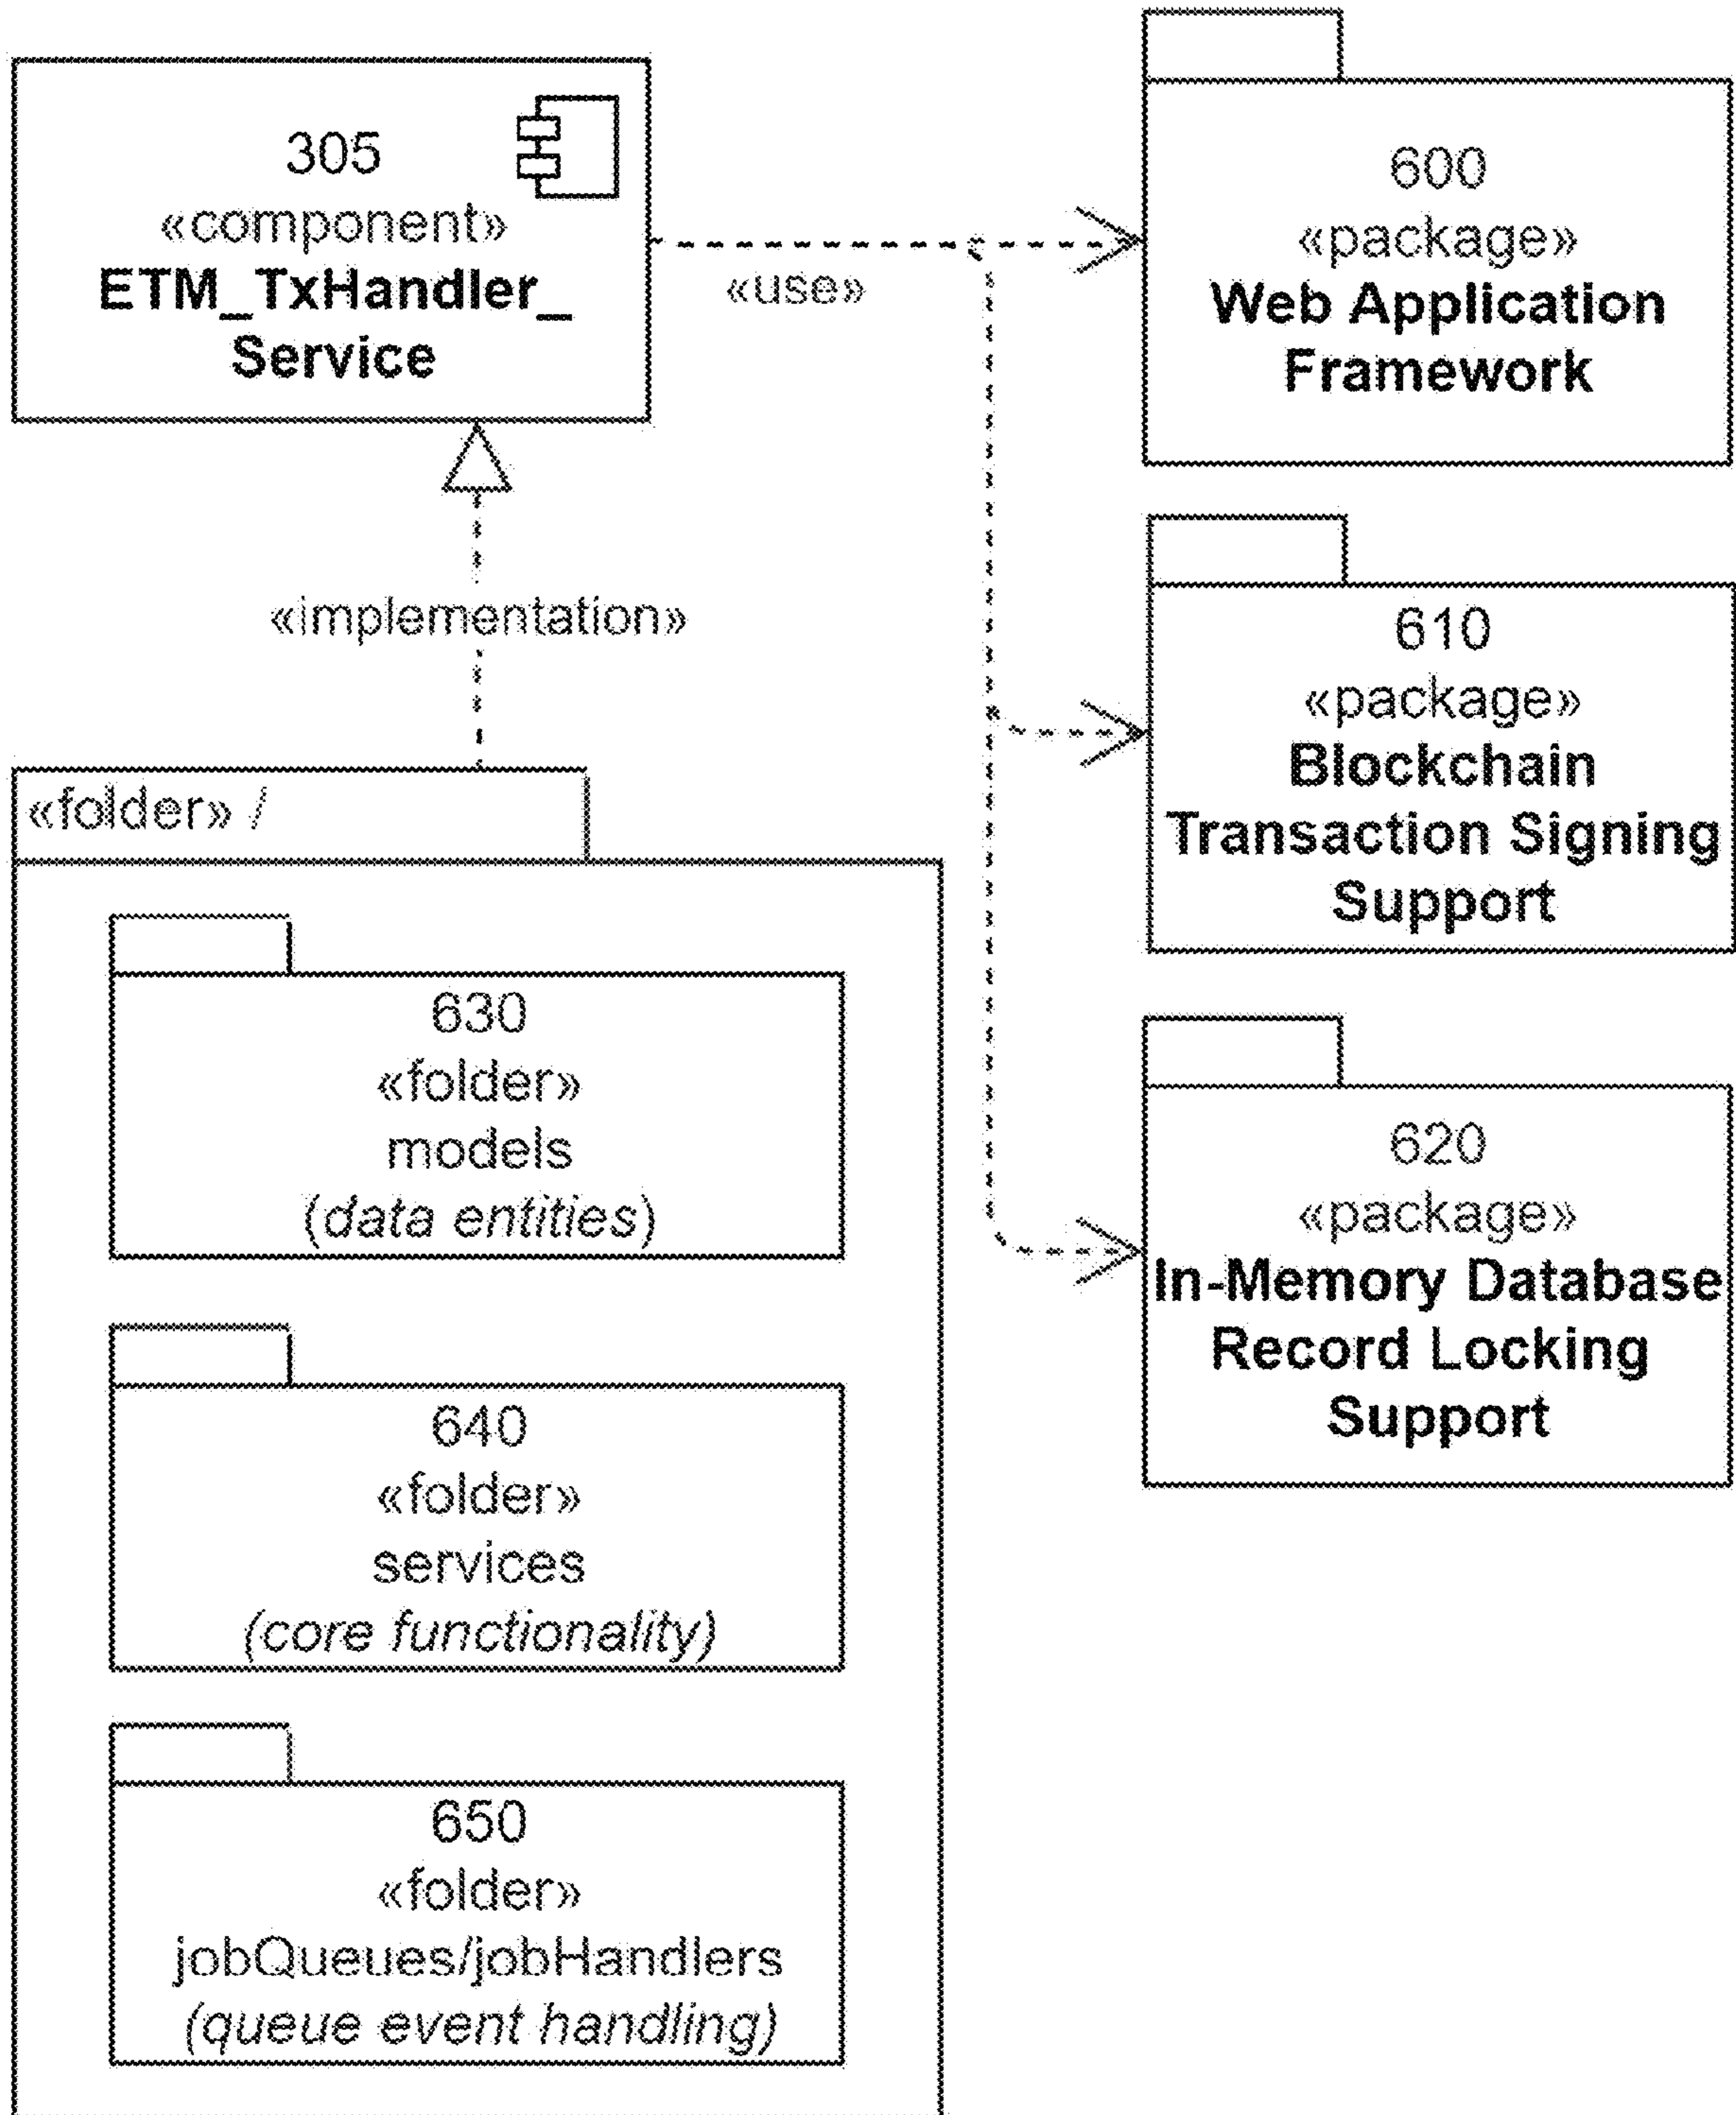 305
«component»
ETM_TxHandler_
Service
«use»
600
«package»
Web Application
Framework
«implementation»
610
«package»
Blockchain
Transaction Signing
Support
«folder» /
630
«folder»
models
(data entities)
620
«package»
In-Memory Database
Record Locking
Support
640
«folder»
services
(core functionality)
650
«folder»
jobQueues/jobHandlers
(queue event handling)